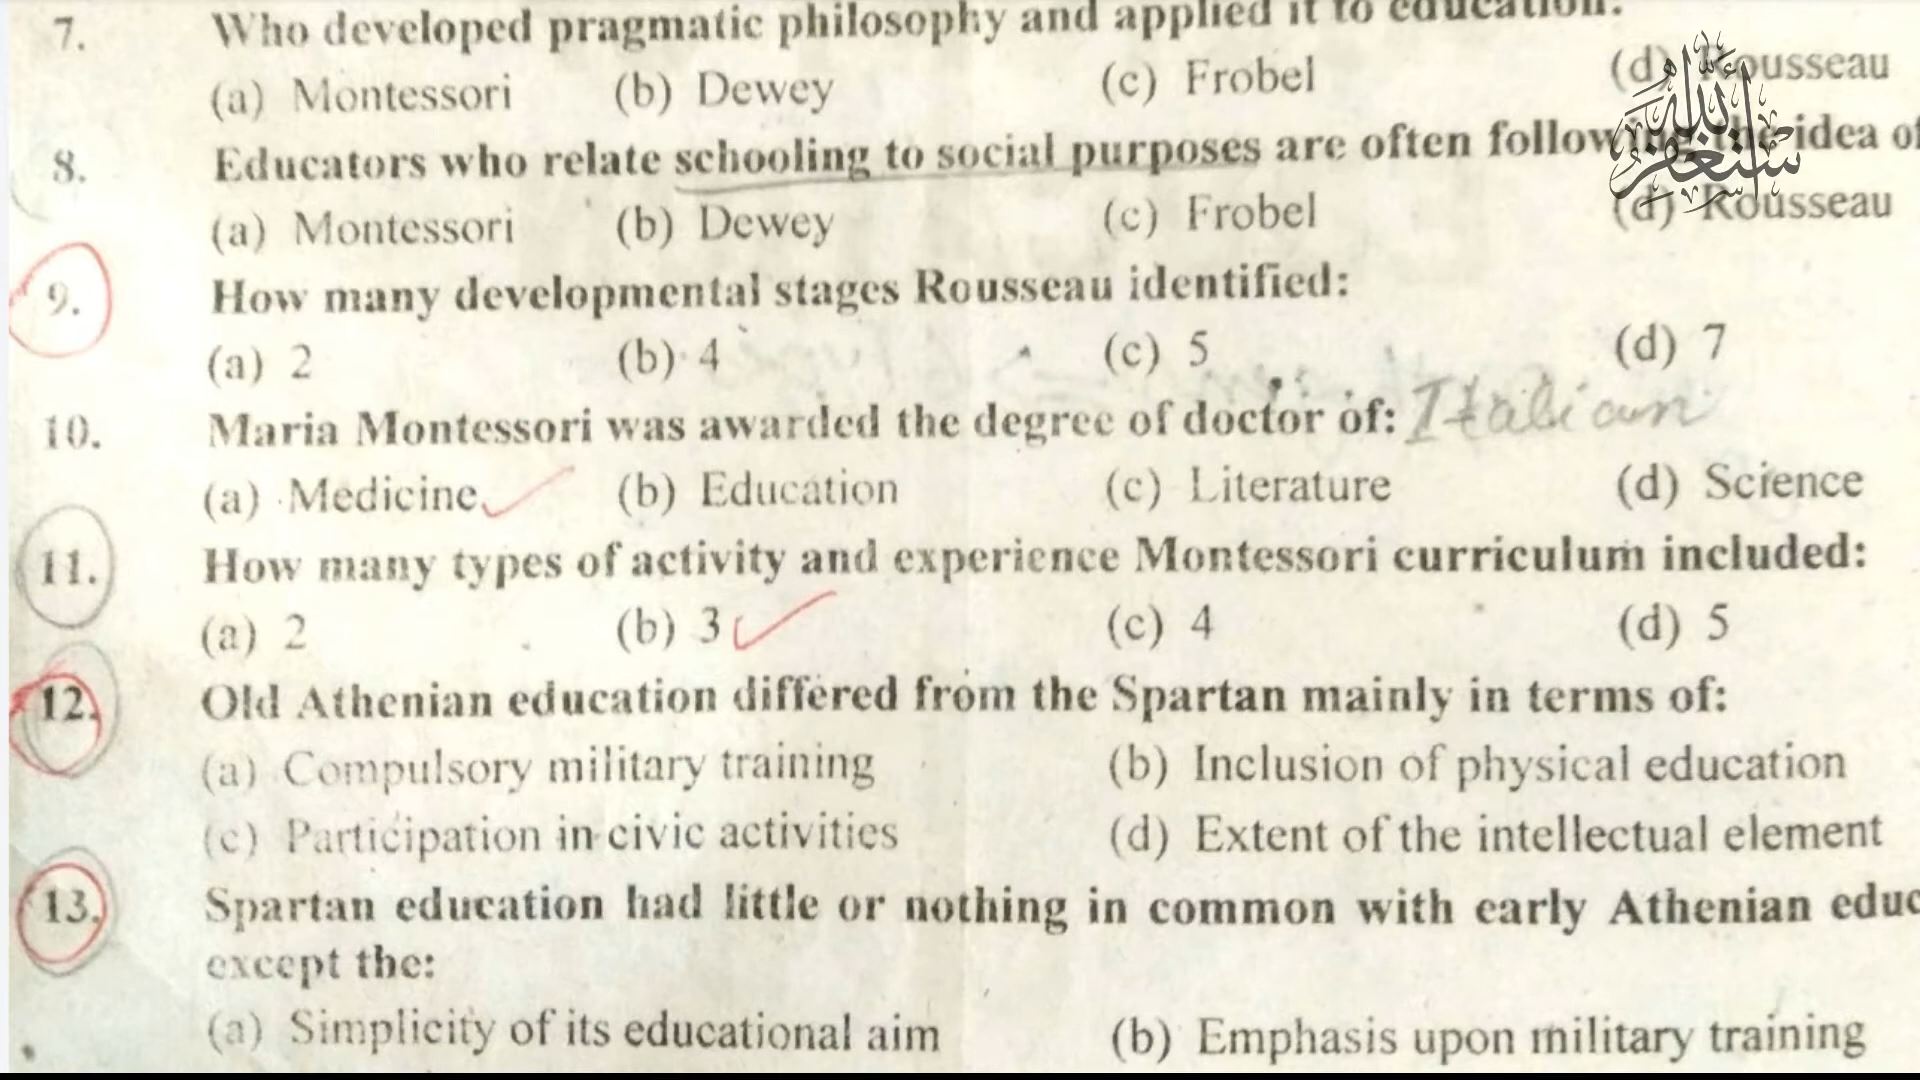 7. Who developed pragmatic philosophy and applied it to education:
(a) Montessori (b) Dewey (c) Frobel (d) Rousseau
8. Educators who relate schooling to social purposes are often following the idea of
(a) Montessori (b) Dewey (c) Frobel (d) Rousseau
أستغفر الله
9. How many developmental stages Rousseau identified:
(a) 2 (b) 4 (c) 5 (d) 7
10. Maria Montessori was awarded the degree of doctor of: Italian
(a) Medicine (b) Education (c) Literature (d) Science
11. How many types of activity and experience Montessori curriculum included:
(a) 2 (b) 3 (c) 4 (d) 5
12. Old Athenian education differed from the Spartan mainly in terms of:
(a) Compulsory military training (b) Inclusion of physical education
(c) Participation in civic activities (d) Extent of the intellectual element
13. Spartan education had little or nothing in common with early Athenian educ
except the:
(a) Simplicity of its educational aim (b) Emphasis upon military training